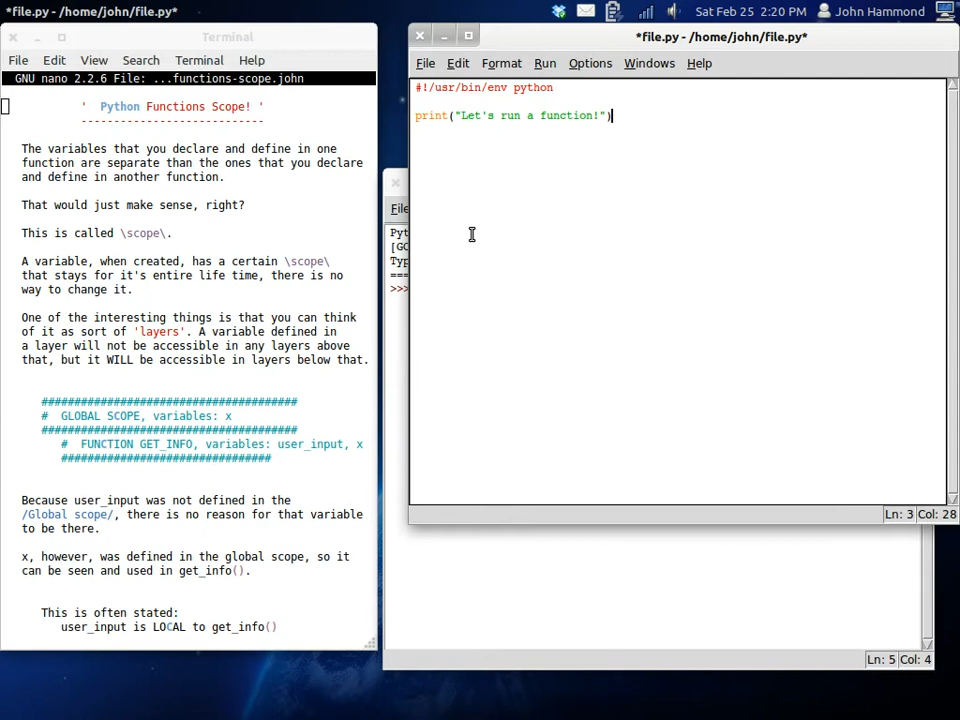 *file.py - /home/john/file.py*
Sat Feb 25 2:20 PM John Hammond
Terminal
File Edit View Search Terminal Help
GNU nano 2.2.6 File: ...functions-scope.john
' Python Functions Scope! '
---------------------------
The variables that you declare and define in one
function are separate than the ones that you declare
and define in another function.
That would just make sense, right?
This is called \scope\.
A variable, when created, has a certain \scope\
that stays for it's entire life time, there is no
way to change it.
One of the interesting things is that you can think
of it as sort of 'layers'. A variable defined in
a layer will not be accessible in any layers above
that, but it WILL be accessible in layers below that.
#######################################
# GLOBAL SCOPE, variables: x
#######################################
# FUNCTION GET_INFO, variables: user_input, x
################################
Because user_input was not defined in the
/Global scope/, there is no reason for that variable
to be there.
x, however, was defined in the global scope, so it
can be seen and used in get_info().
This is often stated:
user_input is LOCAL to get_info()
*file.py - /home/john/file.py*
File Edit Format Run Options Windows Help
#!/usr/bin/env python
print("Let's run a function!")
Ln: 3 Col: 28
File
Pyt
[GC
Typ
===
>>>
Ln: 5 Col: 4